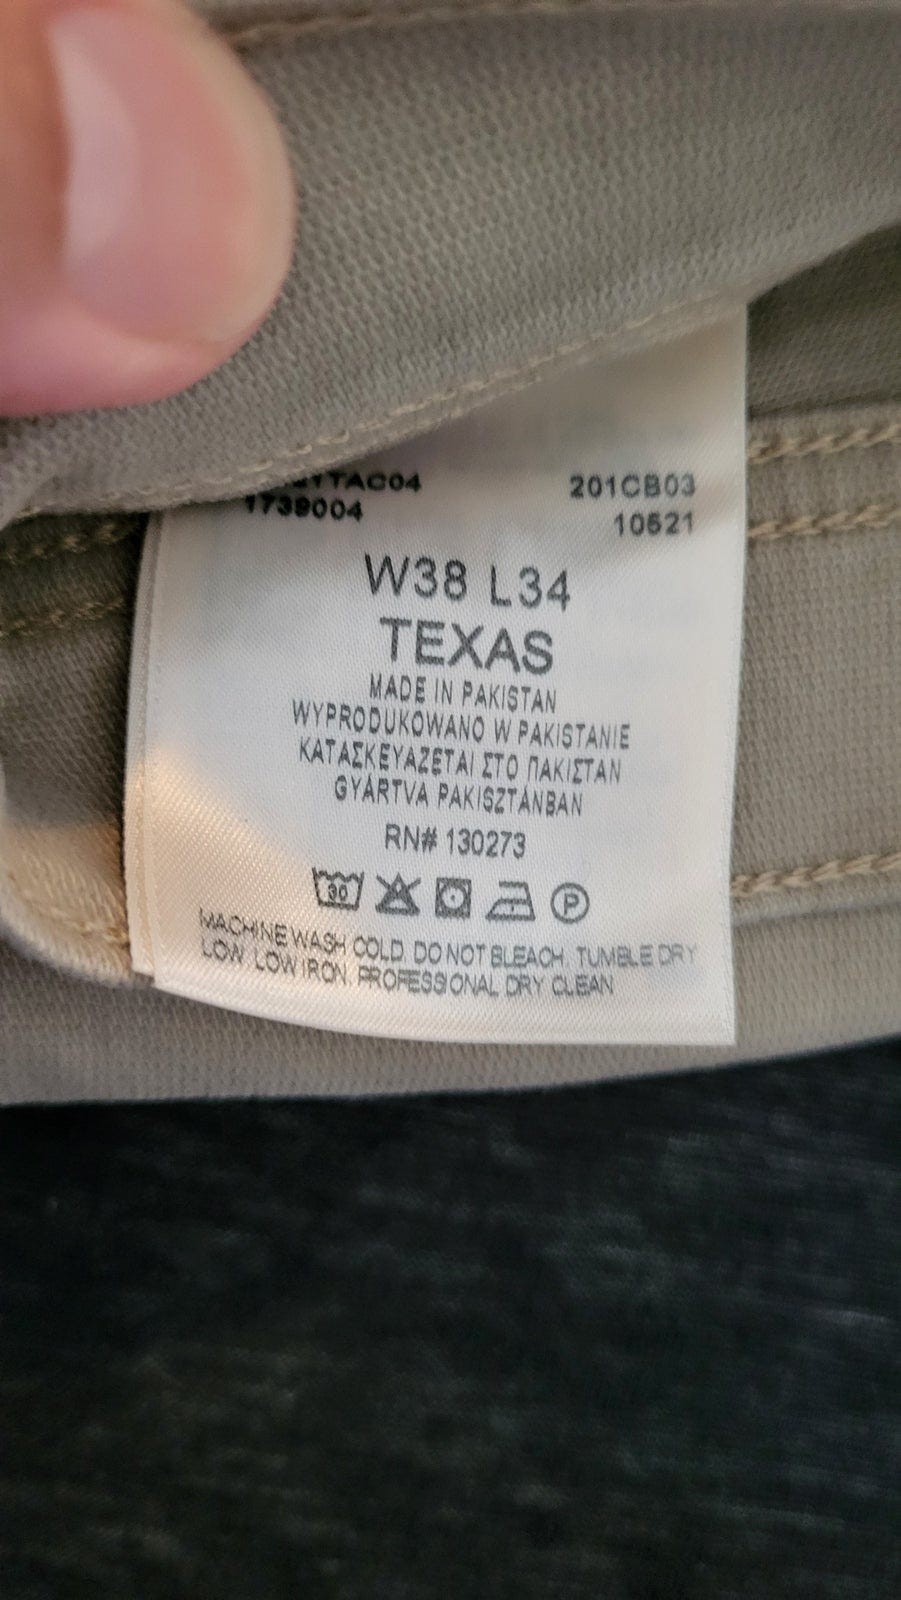 TAC04 201CB03
1739004 10521
W38 L34
TEXAS
MADE IN PAKISTAN
WYPRODUKOWANO W PAKISTANIE
ΚΑΤΑΣΚΕΥΑΖΕΤΑΙ ΣΤΟ ΠΑΚΙΣΤΑΝ
GYÁRTVA PAKISZTÁNBAN
RN# 130273
30 P
MACHINE WASH COLD. DO NOT BLEACH. TUMBLE DRY
LOW. LOW IRON. PROFESSIONAL DRY CLEAN